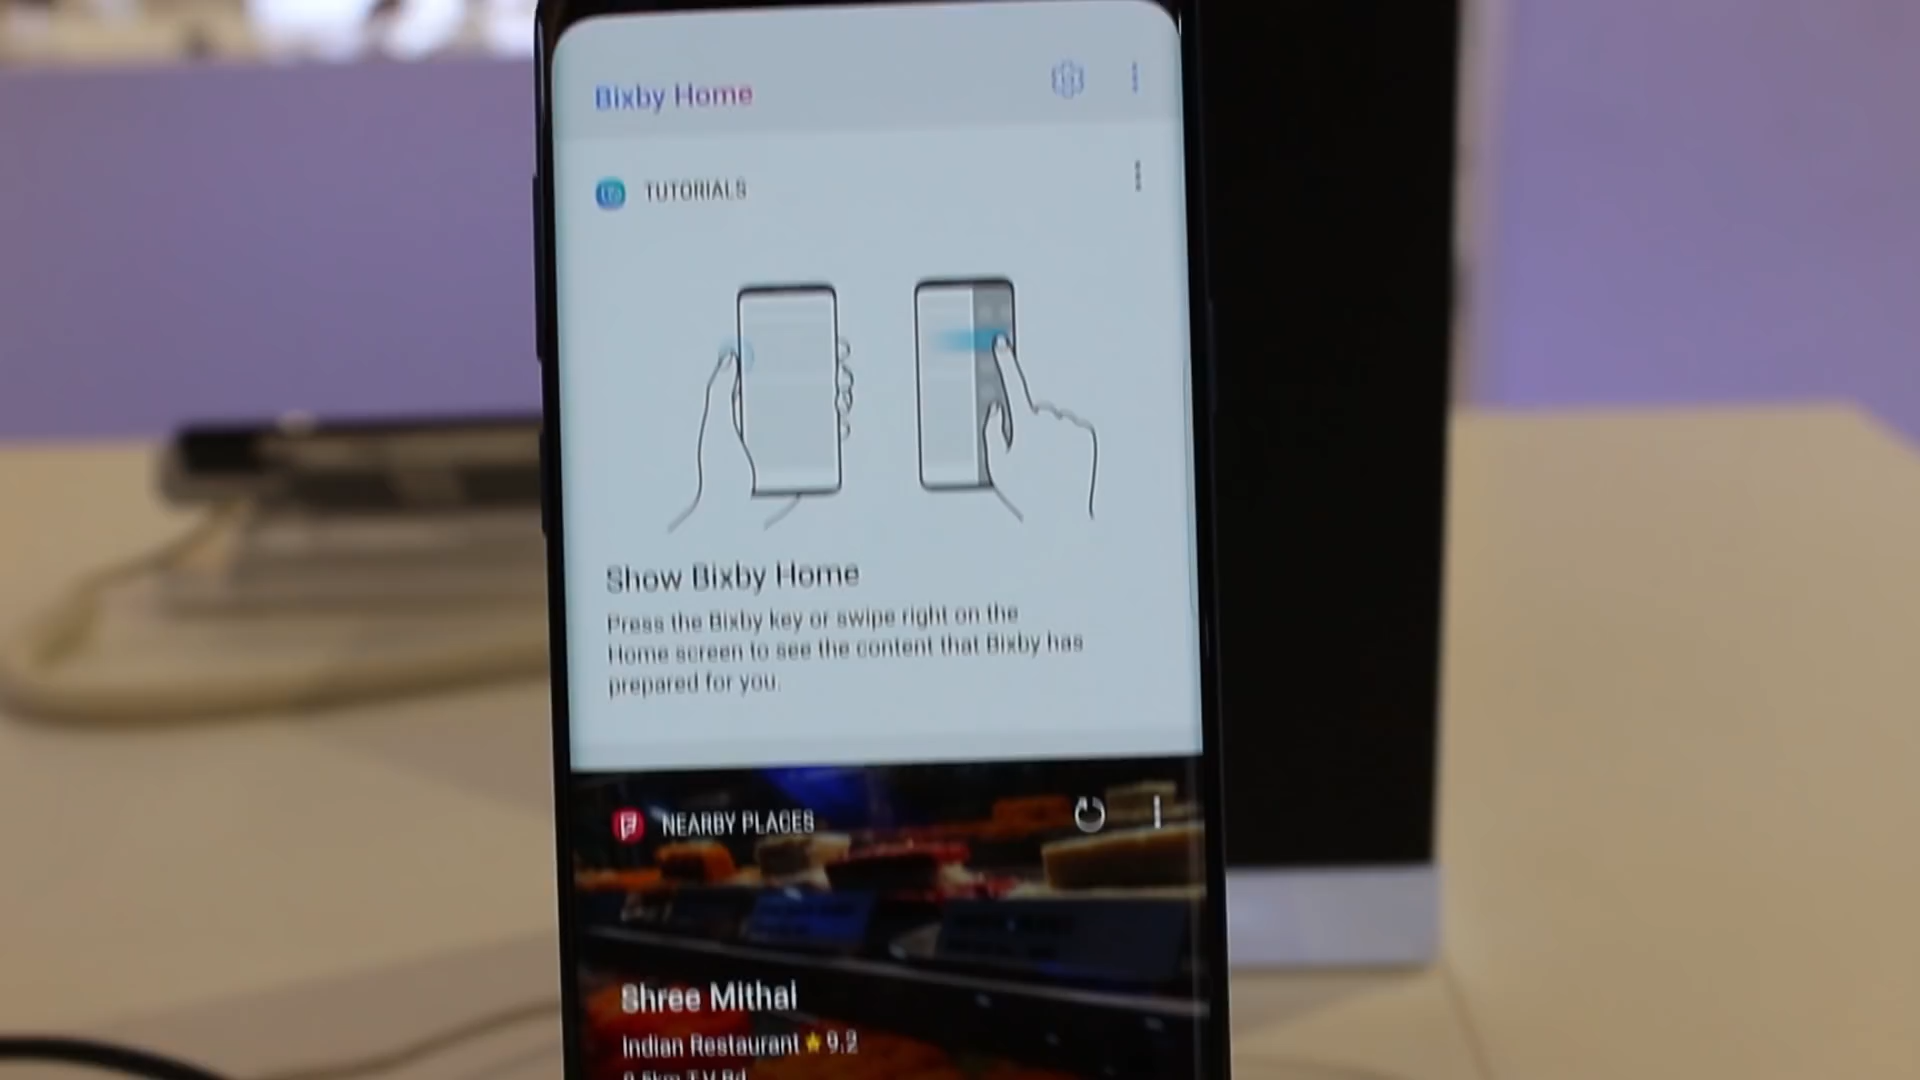 Bixby Home
TUTORIALS
Show Bixby Home
Press the Bixby key or swipe right on the
Home screen to see the content that Bixby has
prepared for you.
NEARBY PLACES
Shree Mithai
Indian Restaurant ★ 9.2